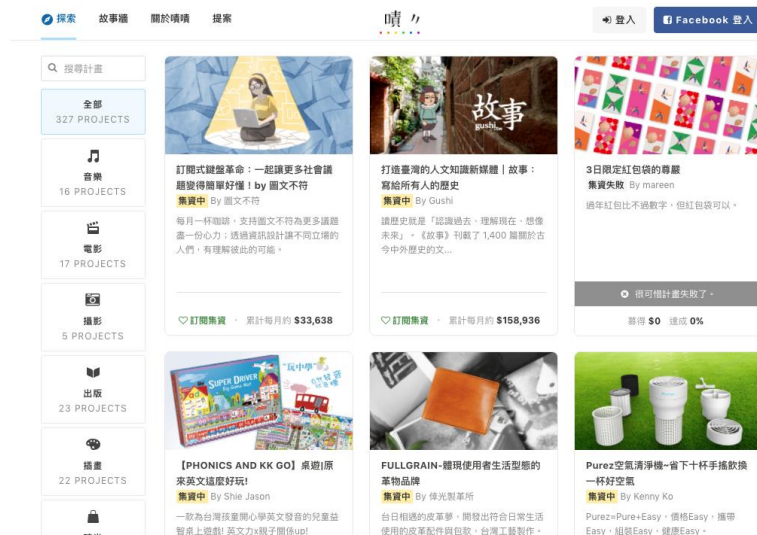 探索 故事牆 關於嘖嘖 提案
嘖
登入
Facebook 登入
搜尋計畫
全部
327 PROJECTS
音樂
16 PROJECTS
電影
17 PROJECTS
攝影
5 PROJECTS
出版
23 PROJECTS
插畫
22 PROJECTS
訂閱式鍵盤革命：一起讓更多社會議
題變得簡單好懂！by 圖文不符
集資中 By 圖文不符
每月一杯咖啡，支持圖文不符為更多議題
盡一份心力；透過資訊設計讓不同立場的
人們，有理解彼此的可能。
訂閱集資 · 累計每月約 $33,638
故事
gushi.tw
打造臺灣的人文知識新媒體｜故事：
寫給所有人的歷史
集資中 By Gushi
讀歷史就是「認識過去、理解現在、想像
未來」。《故事》刊載了 1,400 篇關於古
今中外歷史的文...
訂閱集資 · 累計每月約 $158,936
3日限定紅包袋的尊嚴
集資失敗 By mareen
過年紅包比不過數字，但紅包袋可以。
很可惜計畫失敗了。
募得 $0 達成 0%
SUPER DRIVER
"玩中學"
【PHONICS AND KK GO】桌遊|原
來英文這麼好玩!
集資中 By Shie Jason
一款為台灣孩童開心學英文發音的兒童益
智桌上遊戲! 英文力x親子關係up!
FULLGRAIN-體現使用者生活型態的
革物品牌
集資中 By 倖光製革所
台日相遇的皮革夢，開發出符合日常生活
使用的皮革配件與包款，台灣工藝製作。
Purez空氣清淨機~省下十杯手搖飲換
一杯好空氣
集資中 By Kenny Ko
Purez=Pure+Easy，價格Easy，攜帶
Easy，組裝Easy，健康Easy。